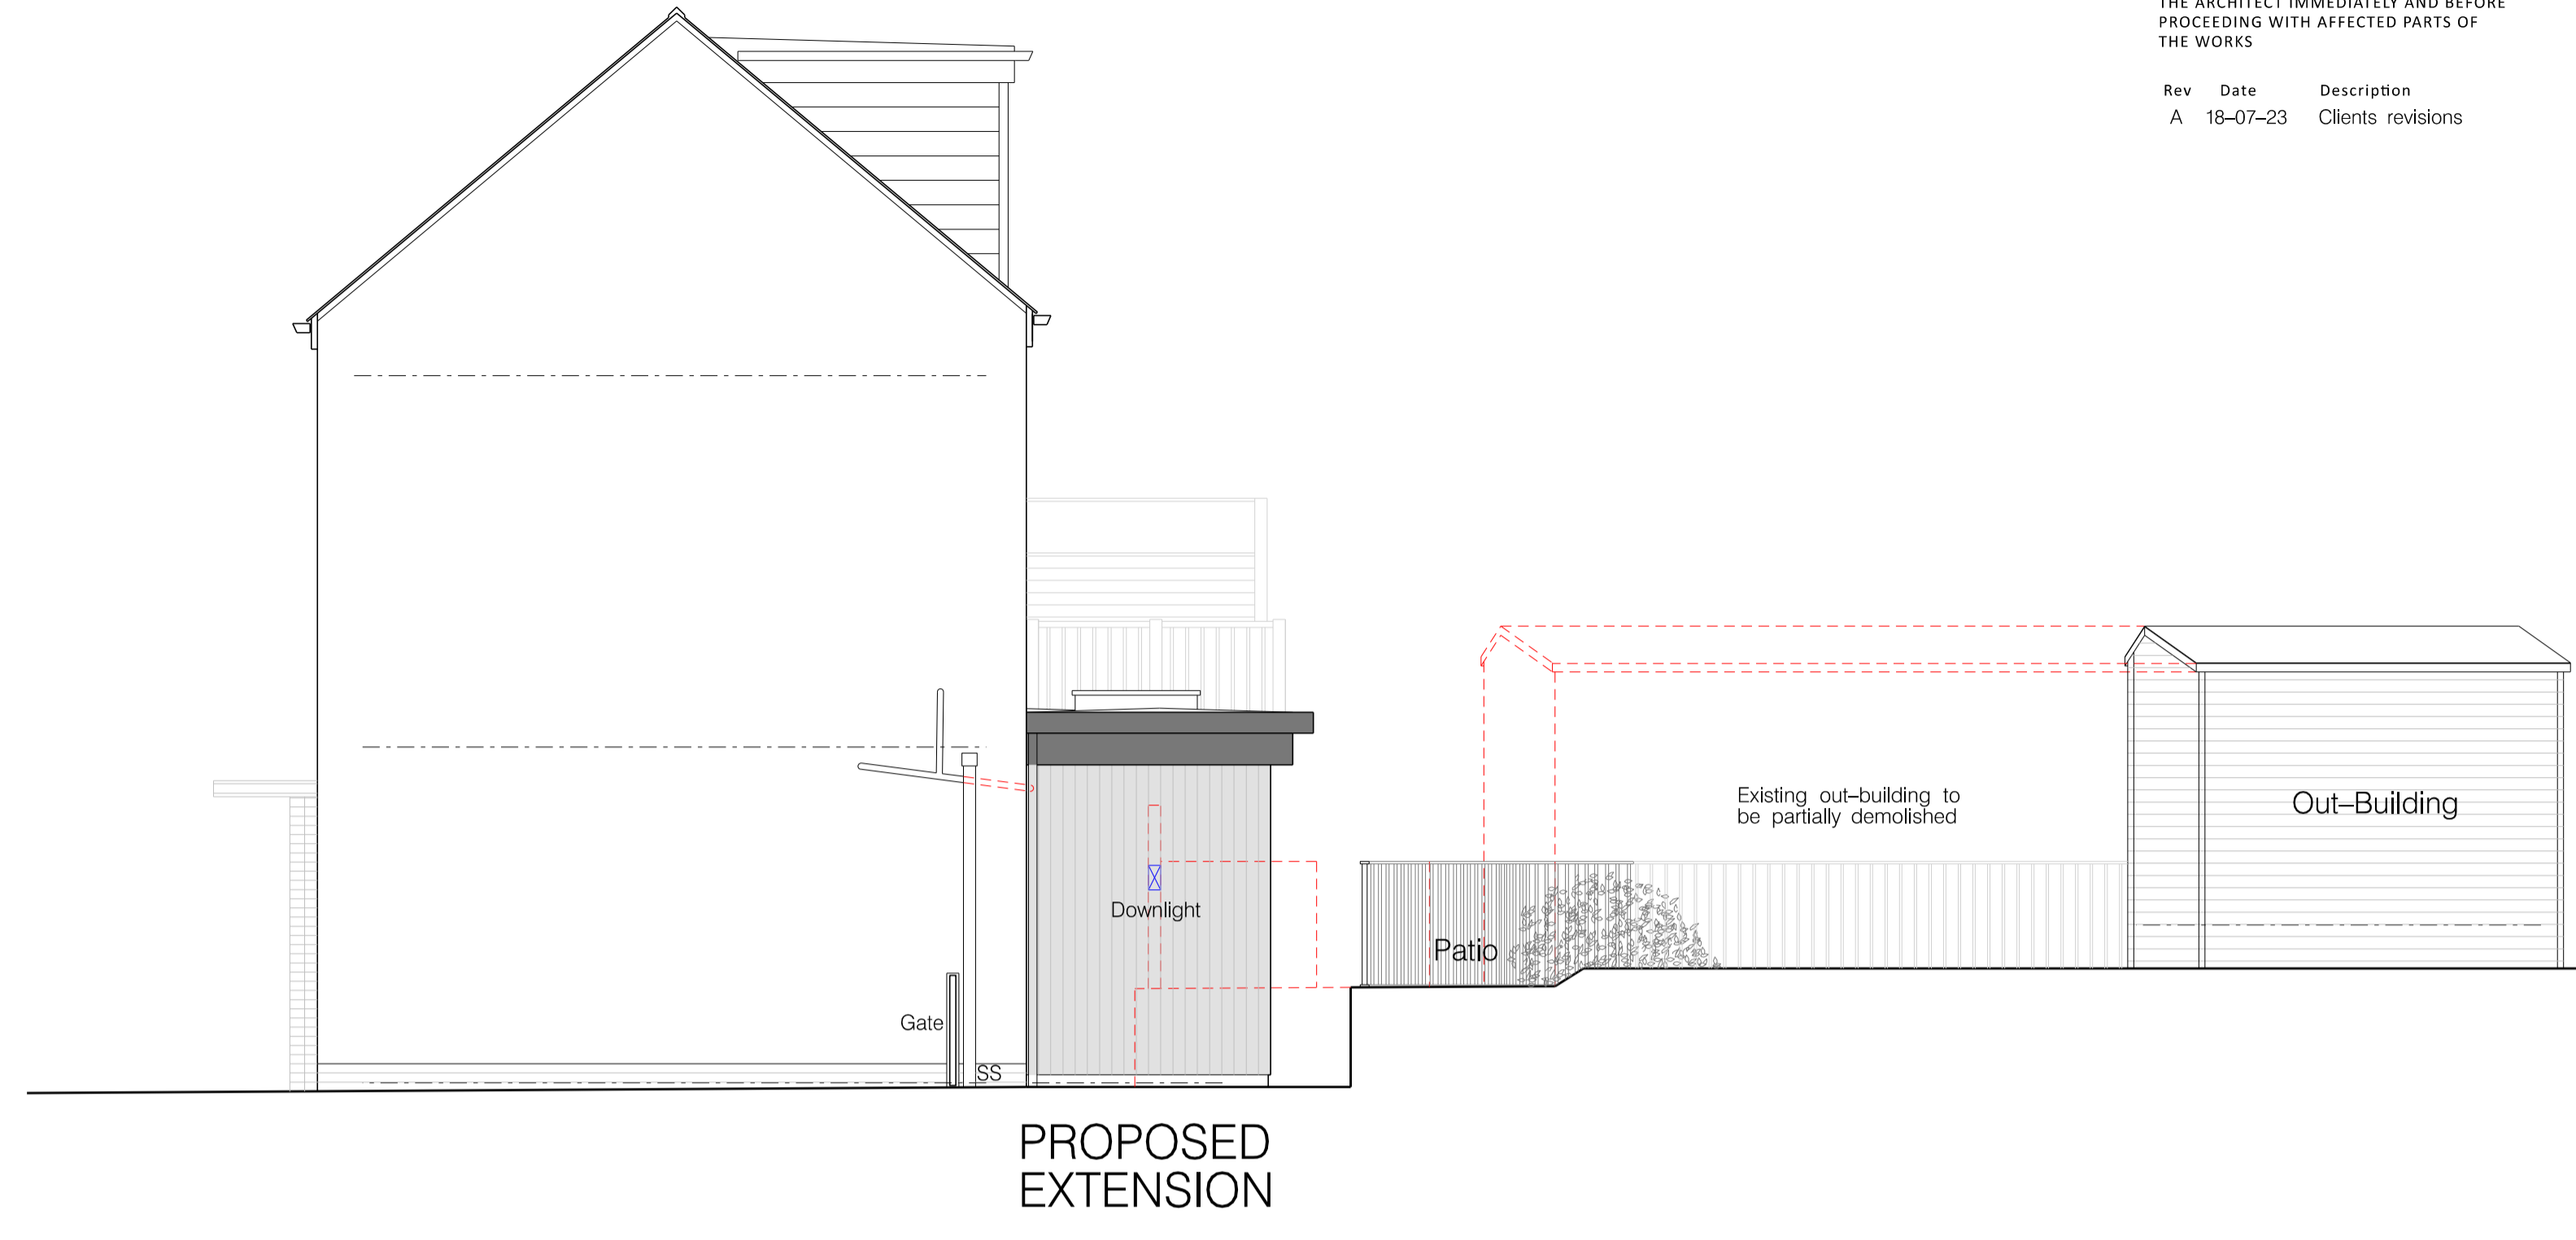 THE ARCHITECT IMMEDIATELY AND BEFORE
PROCEEDING WITH AFFECTED PARTS OF
THE WORKS
Rev Date Description
A 18–07–23 Clients revisions
Existing out–building to
be partially demolished
Out–Building
Downlight
Patio
Gate
SS
PROPOSED
EXTENSION